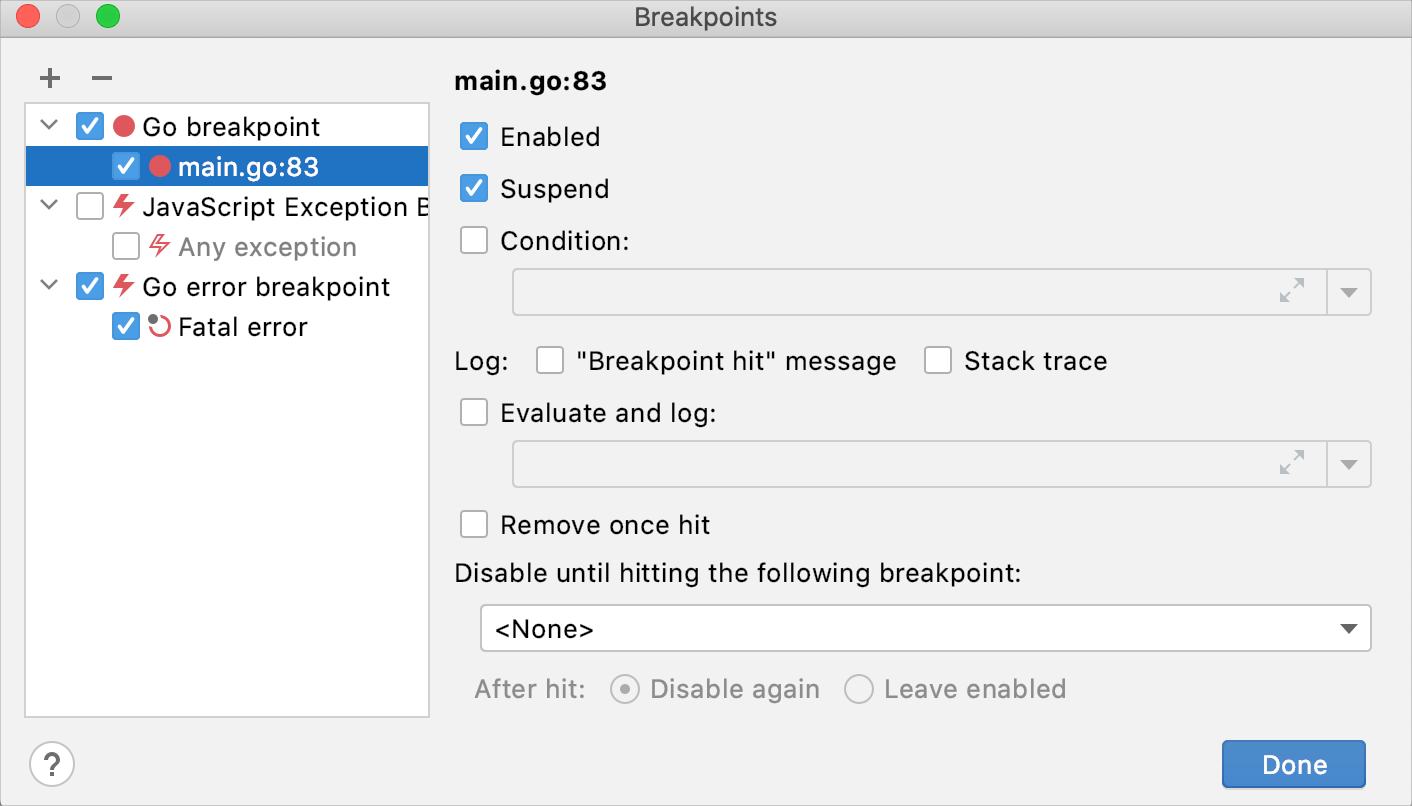 Breakpoints
Go breakpoint
main.go:83
JavaScript Exception B
Any exception
Go error breakpoint
Fatal error
main.go:83
Enabled
Suspend
Condition:
Log: "Breakpoint hit" message Stack trace
Evaluate and log:
Remove once hit
Disable until hitting the following breakpoint:
<None>
After hit: Disable again Leave enabled
?
Done